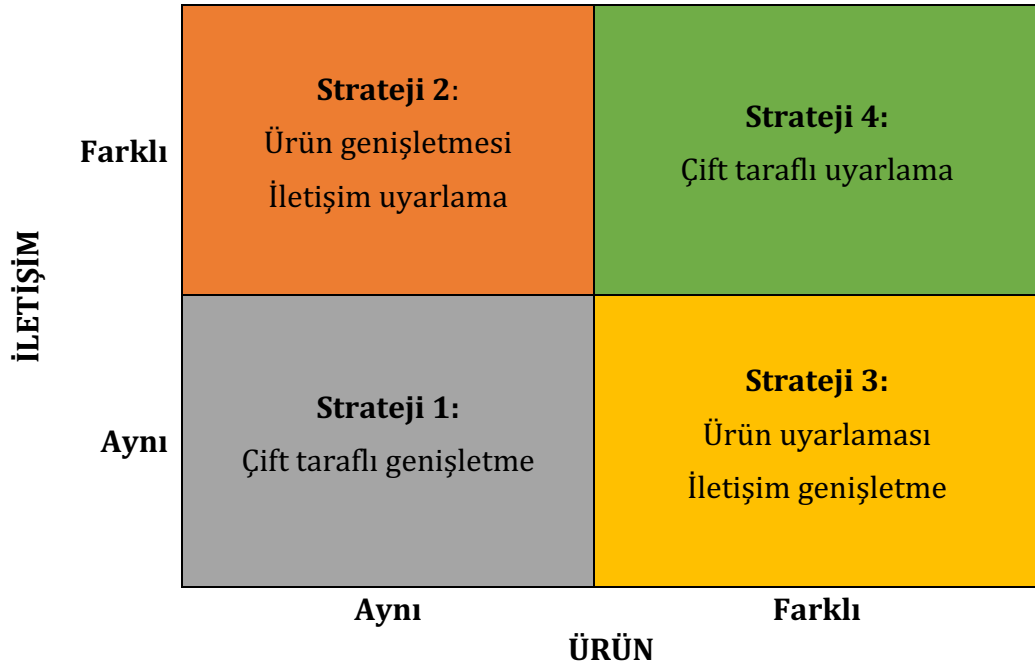 Strateji 2:
Ürün genişletmesi
İletişim uyarlama
Strateji 4:
Çift taraflı uyarlama
Farklı
İLETİŞİM
Strateji 1:
Çift taraflı genişletme
Strateji 3:
Ürün uyarlaması
İletişim genişletme
Aynı
Aynı
Farklı
ÜRÜN